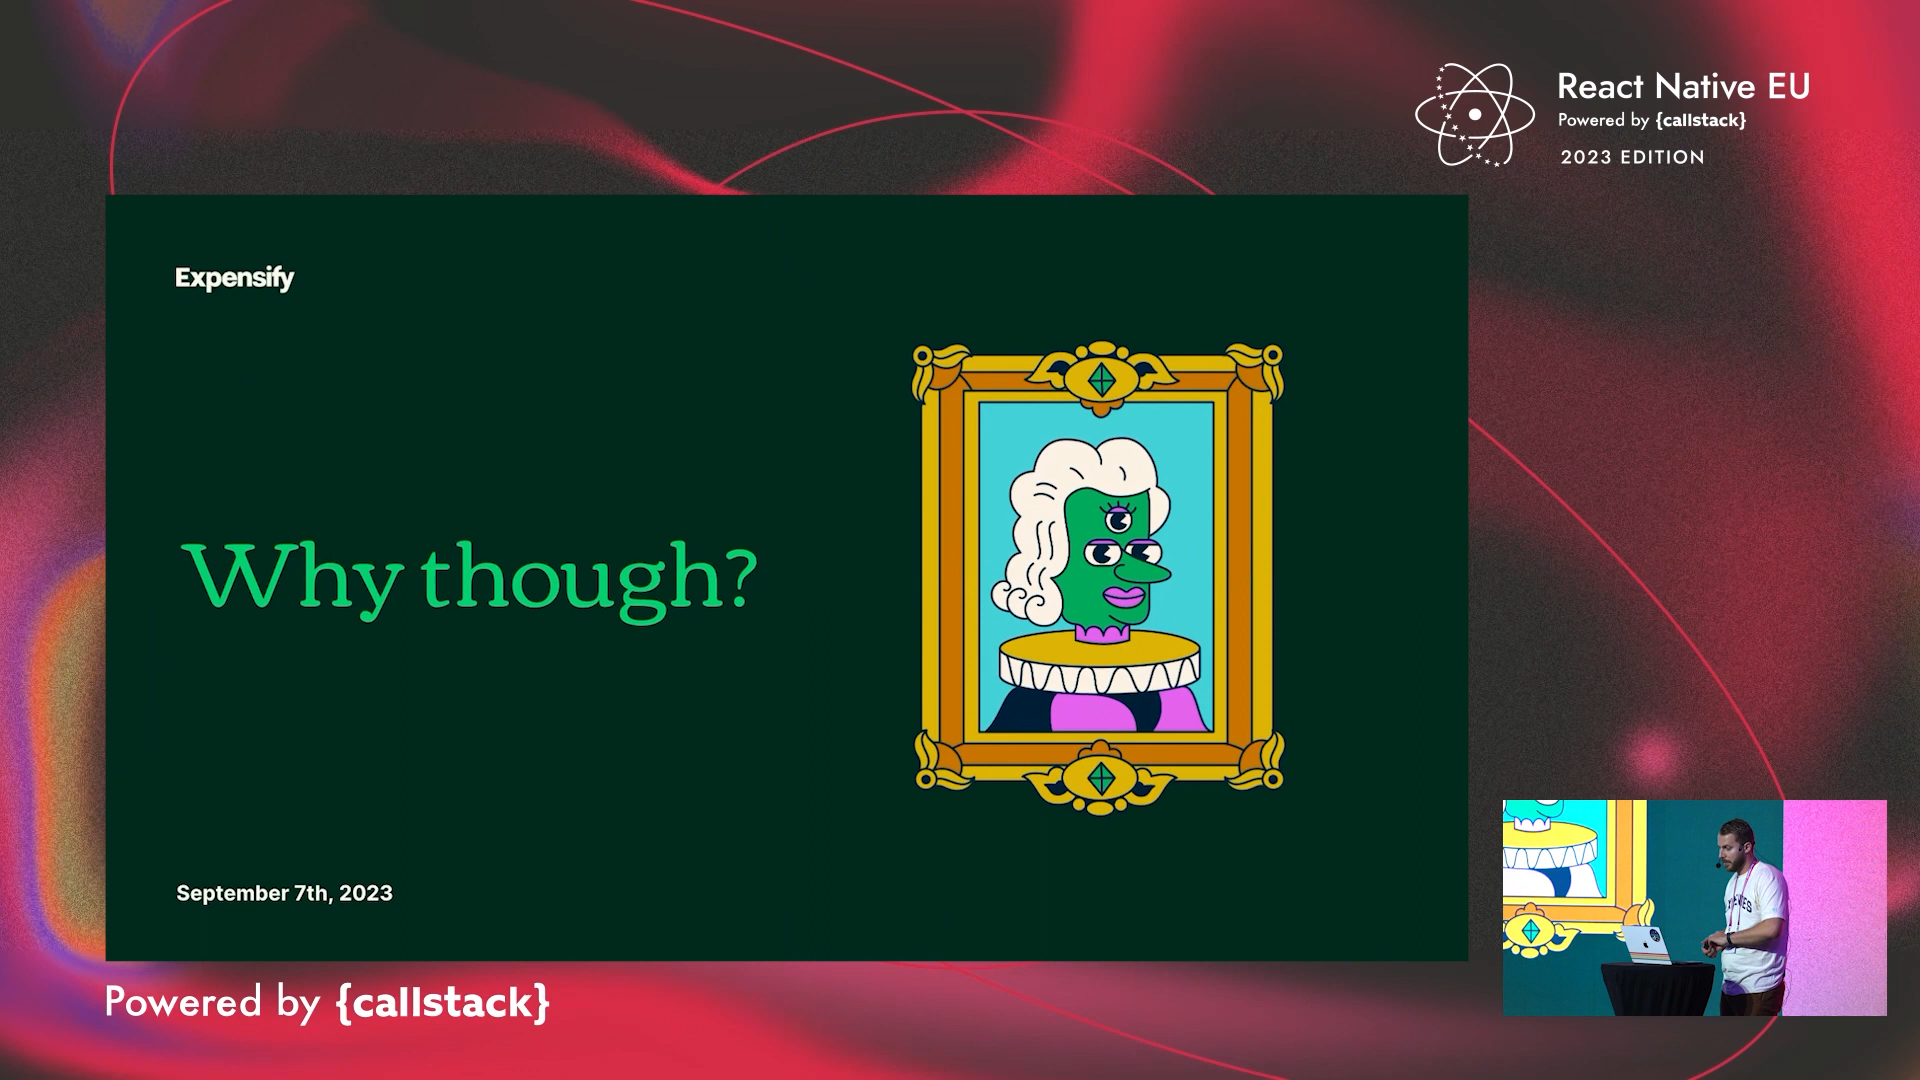 React Native EU
Powered by {callstack}
2023 EDITION
Expensify
Why though?
September 7th, 2023
Powered by {callstack}